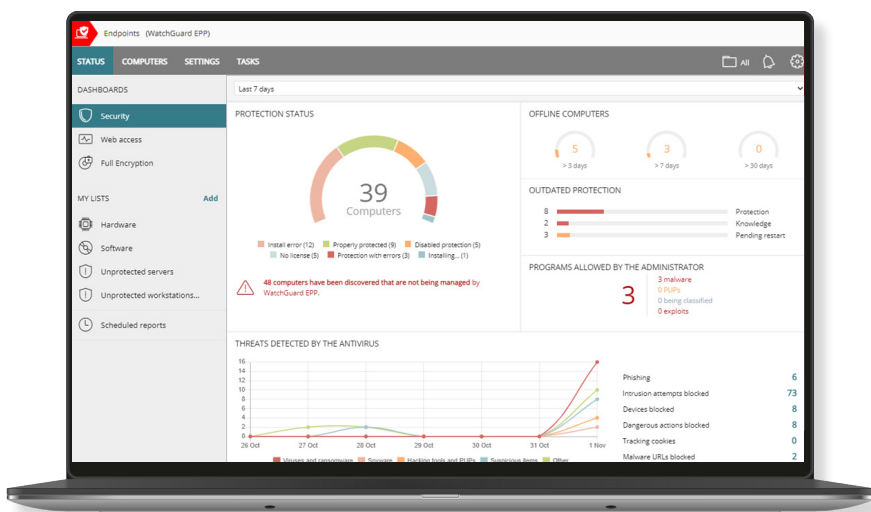 Endpoints (WatchGuard EPP)
STATUS COMPUTERS SETTINGS TASKS All
DASHBOARDS
Security
Web access
Full Encryption
MY LISTS Add
Hardware
Software
Unprotected servers
Unprotected workstations...
Scheduled reports
Last 7 days
PROTECTION STATUS
39
Computers
Install error (12) Properly protected (9) Disabled protection (5)
No license (5) Protection with errors (3) Installing... (1)
48 computers have been discovered that are not being managed by
WatchGuard EPP.
OFFLINE COMPUTERS
5 3 0
> 3 days > 7 days > 30 days
OUTDATED PROTECTION
8 Protection
2 Knowledge
3 Pending restart
PROGRAMS ALLOWED BY THE ADMINISTRATOR
3
3 malware
0 PUPs
0 being classified
0 exploits
THREATS DETECTED BY THE ANTIVIRUS
16
14
12
10
8
6
4
2
0
26 Oct 27 Oct 28 Oct 29 Oct 30 Oct 31 Oct 1 Nov
Viruses and ransomware Spyware Hacking tools and PUPs Suspicious items Other
Phishing 6
Intrusion attempts blocked 73
Devices blocked 8
Dangerous actions blocked 8
Tracking cookies 0
Malware URLs blocked 2